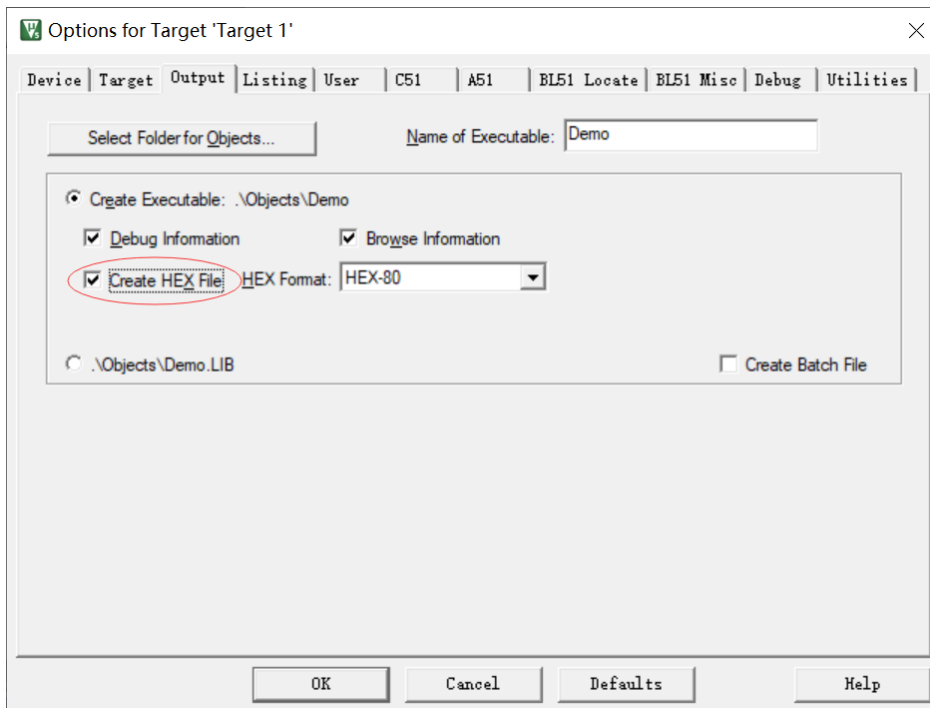 Options for Target 'Target 1'
Device Target Output Listing User C51 A51 BL51 Locate BL51 Misc Debug Utilities
Select Folder for Objects... Name of Executable: Demo
Create Executable: .\Objects\Demo
Debug Information Browse Information
Create HEX File HEX Format: HEX-80
.\Objects\Demo.LIB Create Batch File
OK Cancel Defaults Help